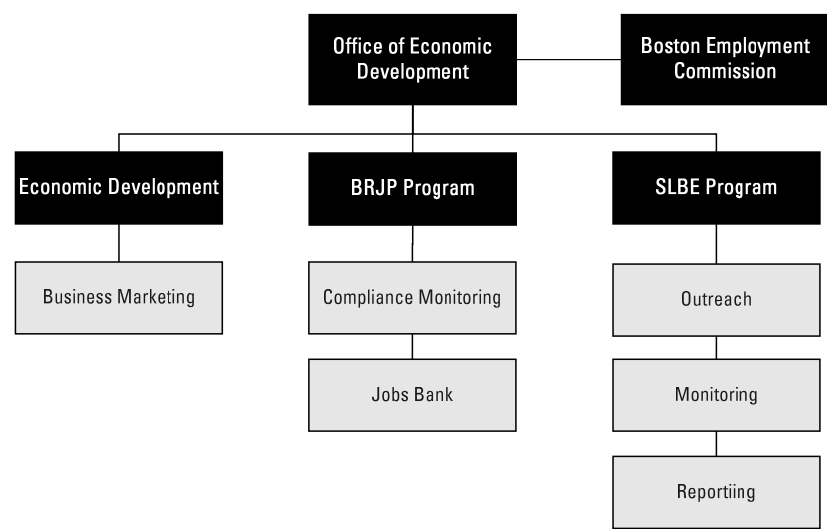 Office of Economic
Development
Boston Employment
Commission
Economic Development
BRJP Program
SLBE Program
Business Marketing
Compliance Monitoring
Outreach
Jobs Bank
Monitoring
Reportiing